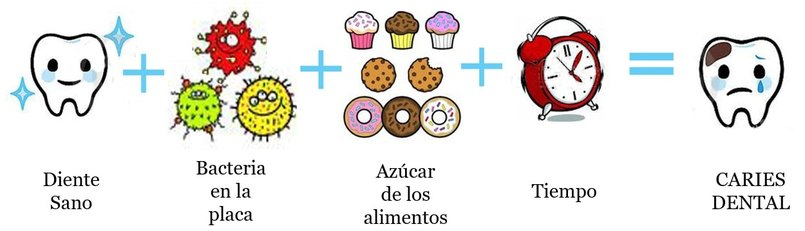 Diente
Sano
Bacteria
en la
placa
Azúcar
de los
alimentos
Tiempo
CARIES
DENTAL